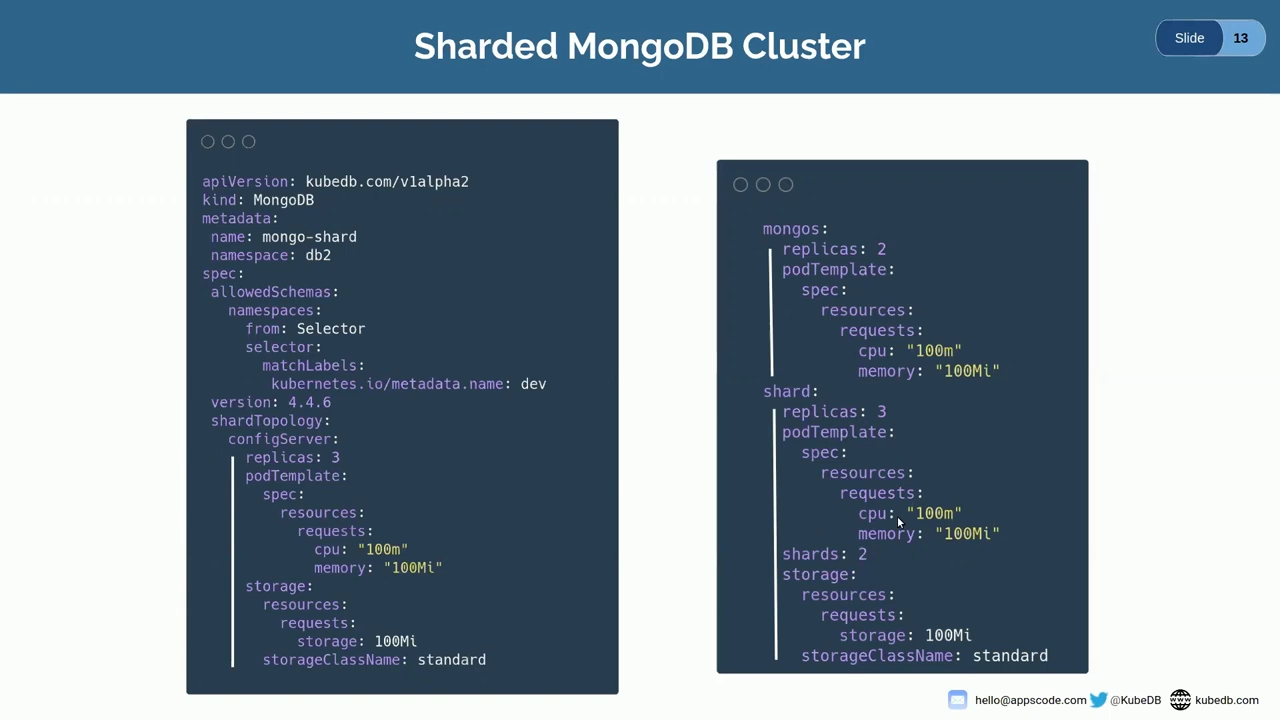 Sharded MongoDB Cluster
Slide 13
apiVersion: kubedb.com/v1alpha2
kind: MongoDB
metadata:
 name: mongo-shard
 namespace: db2
spec:
 allowedSchemas:
   namespaces:
     from: Selector
     selector:
       matchLabels:
        kubernetes.io/metadata.name: dev
 version: 4.4.6
 shardTopology:
   configServer:
     replicas: 3
     podTemplate:
       spec:
         resources:
           requests:
             cpu: "100m"
             memory: "100Mi"
     storage:
       resources:
         requests:
           storage: 100Mi
       storageClassName: standard
mongos:
  replicas: 2
  podTemplate:
    spec:
      resources:
        requests:
          cpu: "100m"
          memory: "100Mi"
shard:
  replicas: 3
  podTemplate:
    spec:
      resources:
        requests:
          cpu: "100m"
          memory: "100Mi"
  shards: 2
  storage:
    resources:
      requests:
        storage: 100Mi
    storageClassName: standard
hello@appscode.com @KubeDB kubedb.com